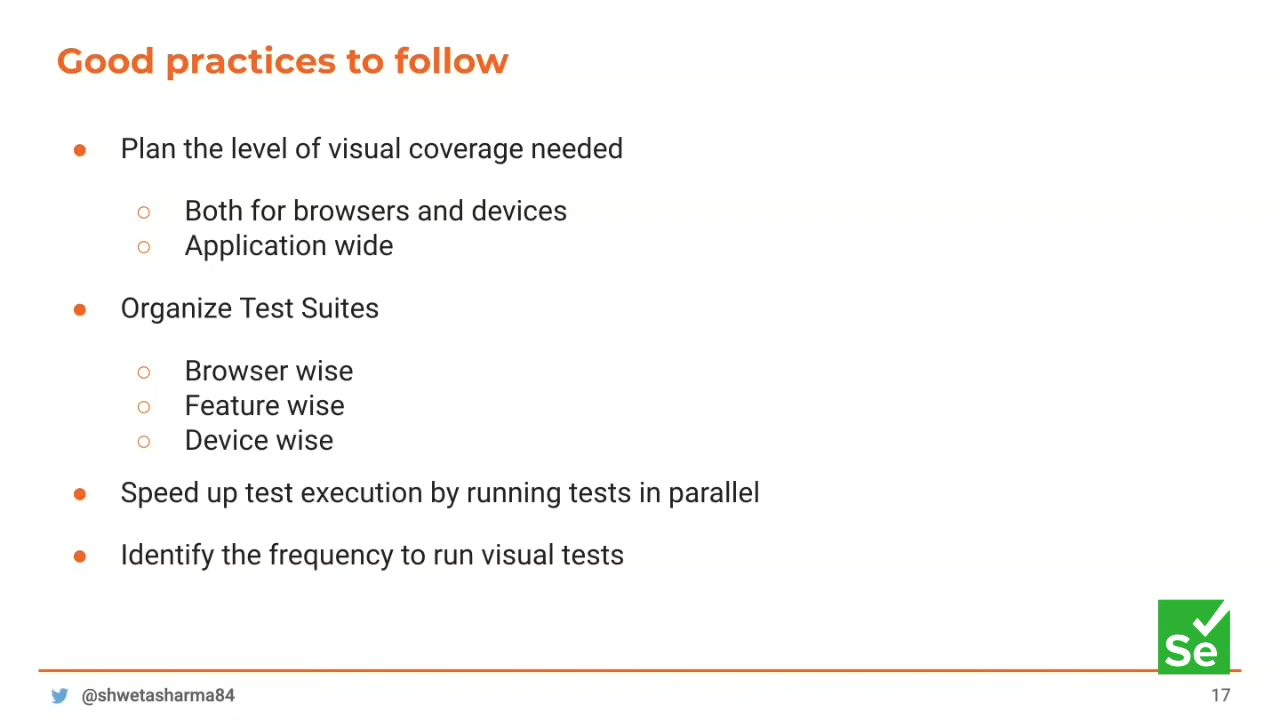 Good practices to follow
● Plan the level of visual coverage needed
○ Both for browsers and devices
○ Application wide
● Organize Test Suites
○ Browser wise
○ Feature wise
○ Device wise
● Speed up test execution by running tests in parallel
● Identify the frequency to run visual tests
Se
@shwetasharma84
17